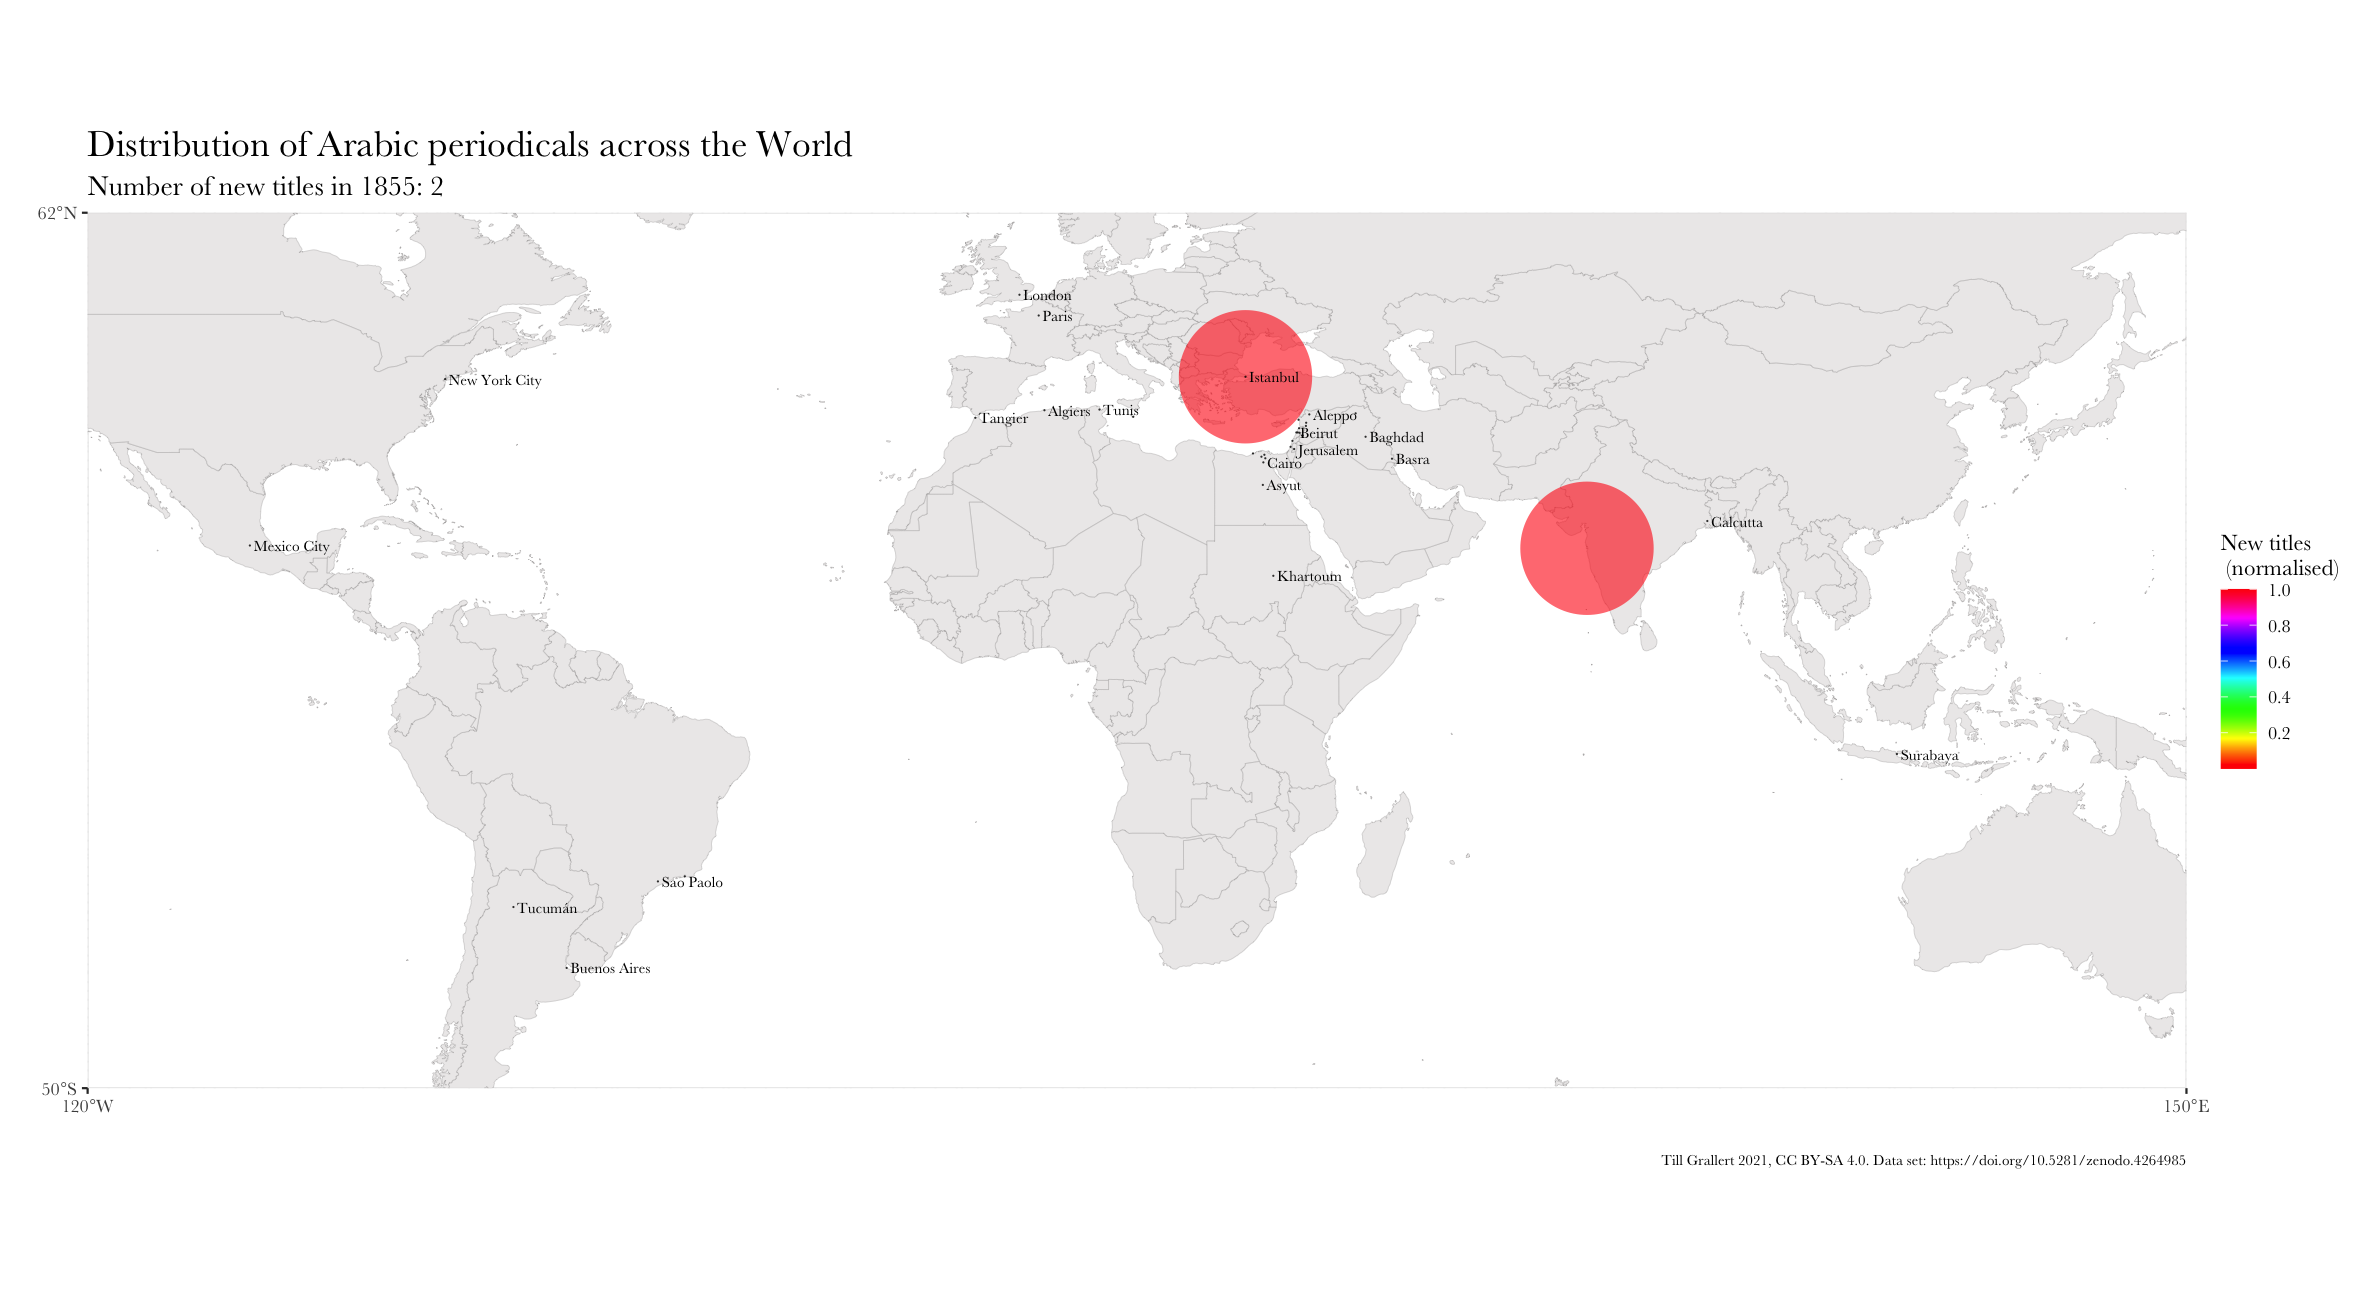 Distribution of Arabic periodicals across the World
Number of new titles in 1855: 2
62°N
London
Paris
New York City
Istanbul
Tangier
Algiers
Tunis
Aleppo
Beirut
Baghdad
Jerusalem
Cairo
Basra
Asyut
Calcutta
Mexico City
Khartoum
New titles
(normalised)
1.0
0.8
0.6
0.4
0.2
Surabaya
Sao Paolo
Tucumán
Buenos Aires
50°S
120°W
150°E
Till Grallert 2021, CC BY-SA 4.0. Data set: https://doi.org/10.5281/zenodo.4264985